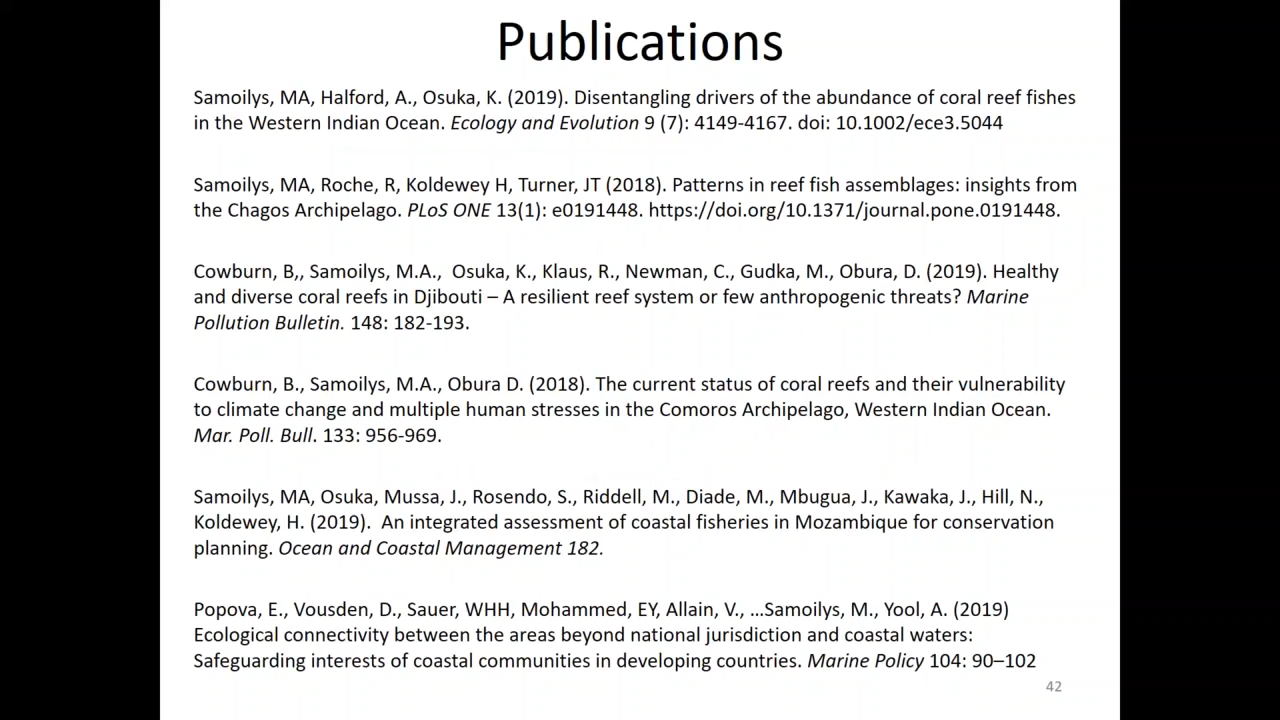 Publications
Samoilys, MA, Halford, A., Osuka, K. (2019). Disentangling drivers of the abundance of coral reef fishes
in the Western Indian Ocean. Ecology and Evolution 9 (7): 4149-4167. doi: 10.1002/ece3.5044
Samoilys, MA, Roche, R, Koldewey H, Turner, JT (2018). Patterns in reef fish assemblages: insights from
the Chagos Archipelago. PLoS ONE 13(1): e0191448. https://doi.org/10.1371/journal.pone.0191448.
Cowburn, B,, Samoilys, M.A.,  Osuka, K., Klaus, R., Newman, C., Gudka, M., Obura, D. (2019). Healthy
and diverse coral reefs in Djibouti – A resilient reef system or few anthropogenic threats? Marine
Pollution Bulletin. 148: 182-193.
Cowburn, B., Samoilys, M.A., Obura D. (2018). The current status of coral reefs and their vulnerability
to climate change and multiple human stresses in the Comoros Archipelago, Western Indian Ocean.
Mar. Poll. Bull. 133: 956-969.
Samoilys, MA, Osuka, Mussa, J., Rosendo, S., Riddell, M., Diade, M., Mbugua, J., Kawaka, J., Hill, N.,
Koldewey, H. (2019).  An integrated assessment of coastal fisheries in Mozambique for conservation
planning. Ocean and Coastal Management 182.
Popova, E., Vousden, D., Sauer, WHH, Mohammed, EY, Allain, V., ...Samoilys, M., Yool, A. (2019)
Ecological connectivity between the areas beyond national jurisdiction and coastal waters:
Safeguarding interests of coastal communities in developing countries. Marine Policy 104: 90–102
42